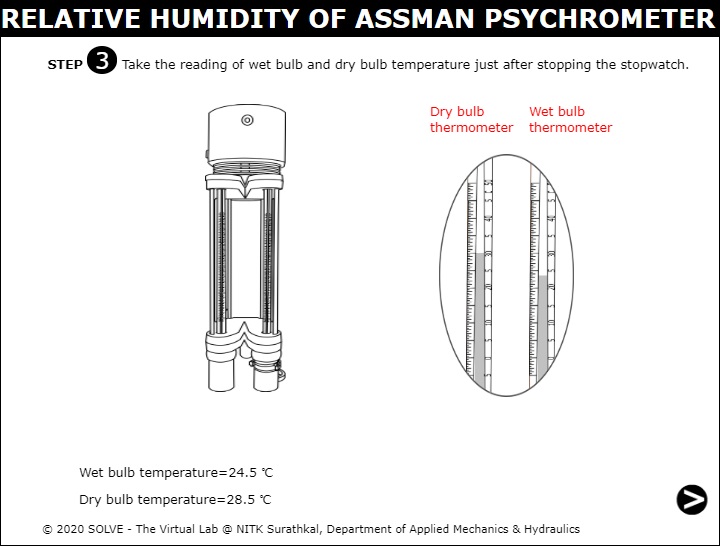 RELATIVE HUMIDITY OF ASSMAN PSYCHROMETER
STEP 3 Take the reading of wet bulb and dry bulb temperature just after stopping the stopwatch.
Dry bulb thermometer
Wet bulb thermometer
Wet bulb temperature=24.5 ℃
Dry bulb temperature=28.5 ℃
© 2020 SOLVE - The Virtual Lab @ NITK Surathkal, Department of Applied Mechanics & Hydraulics